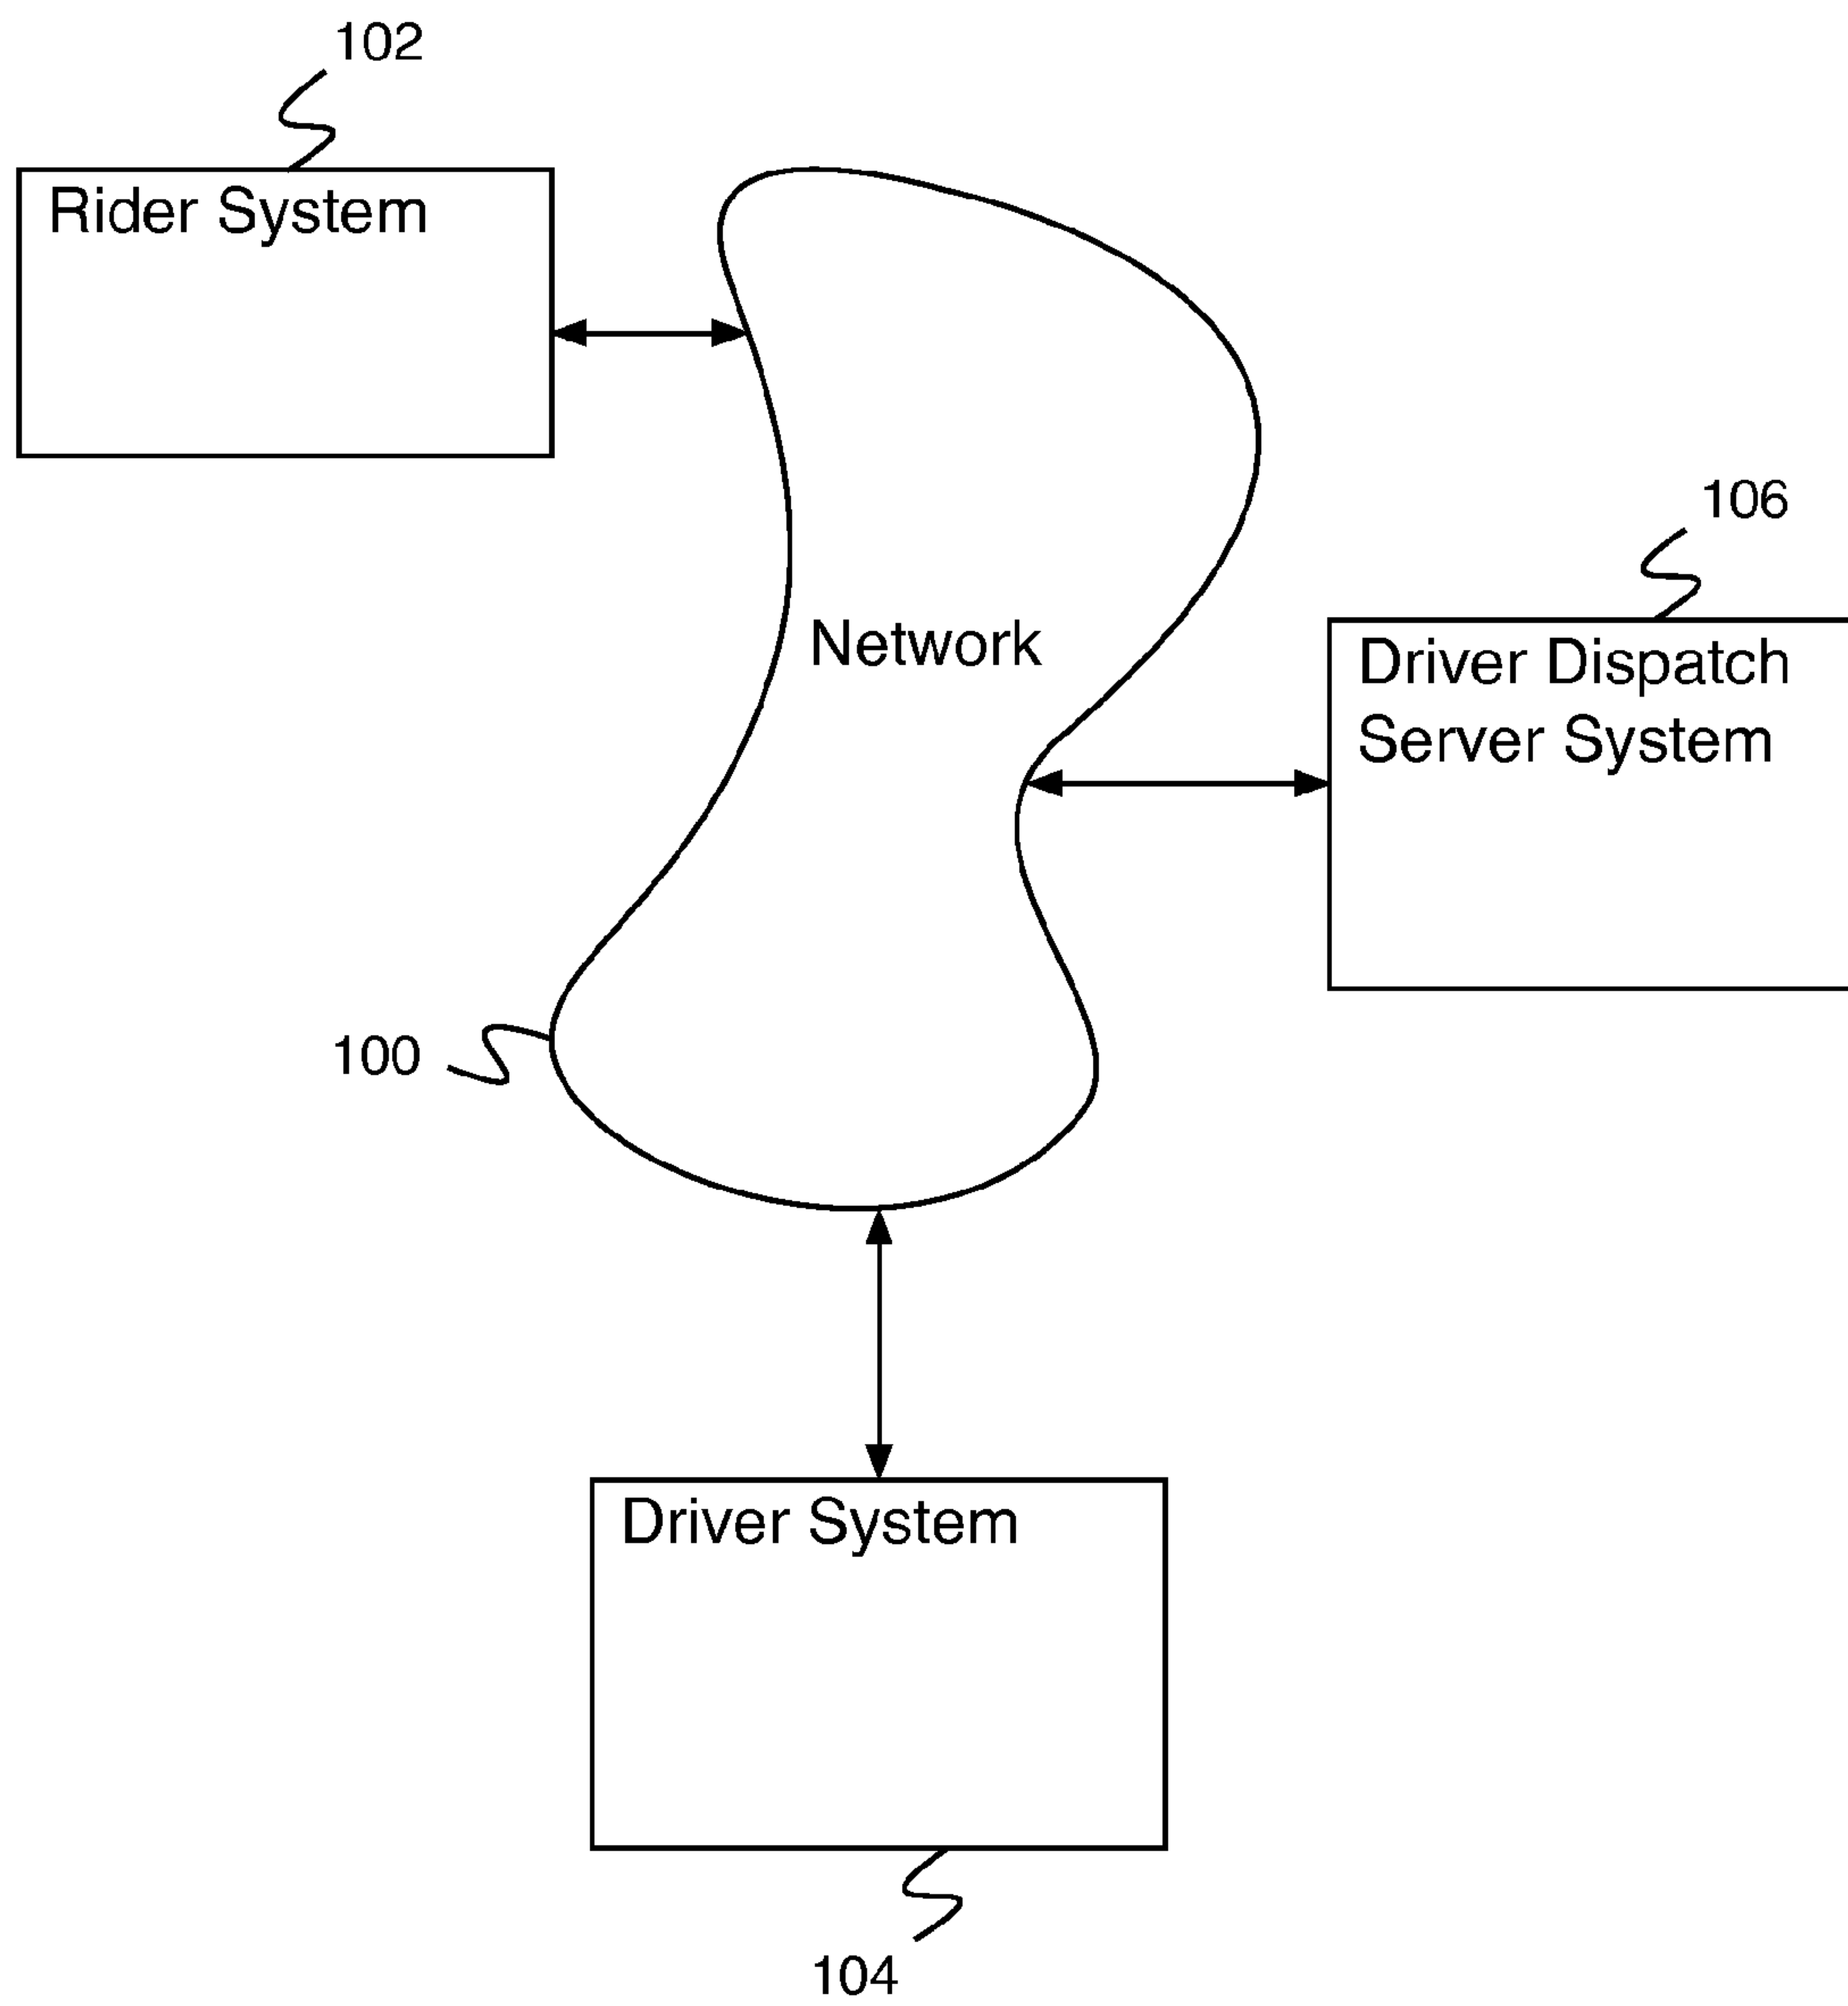 102
Rider System
106
Network
Driver Dispatch
Server System
100
Driver System
104